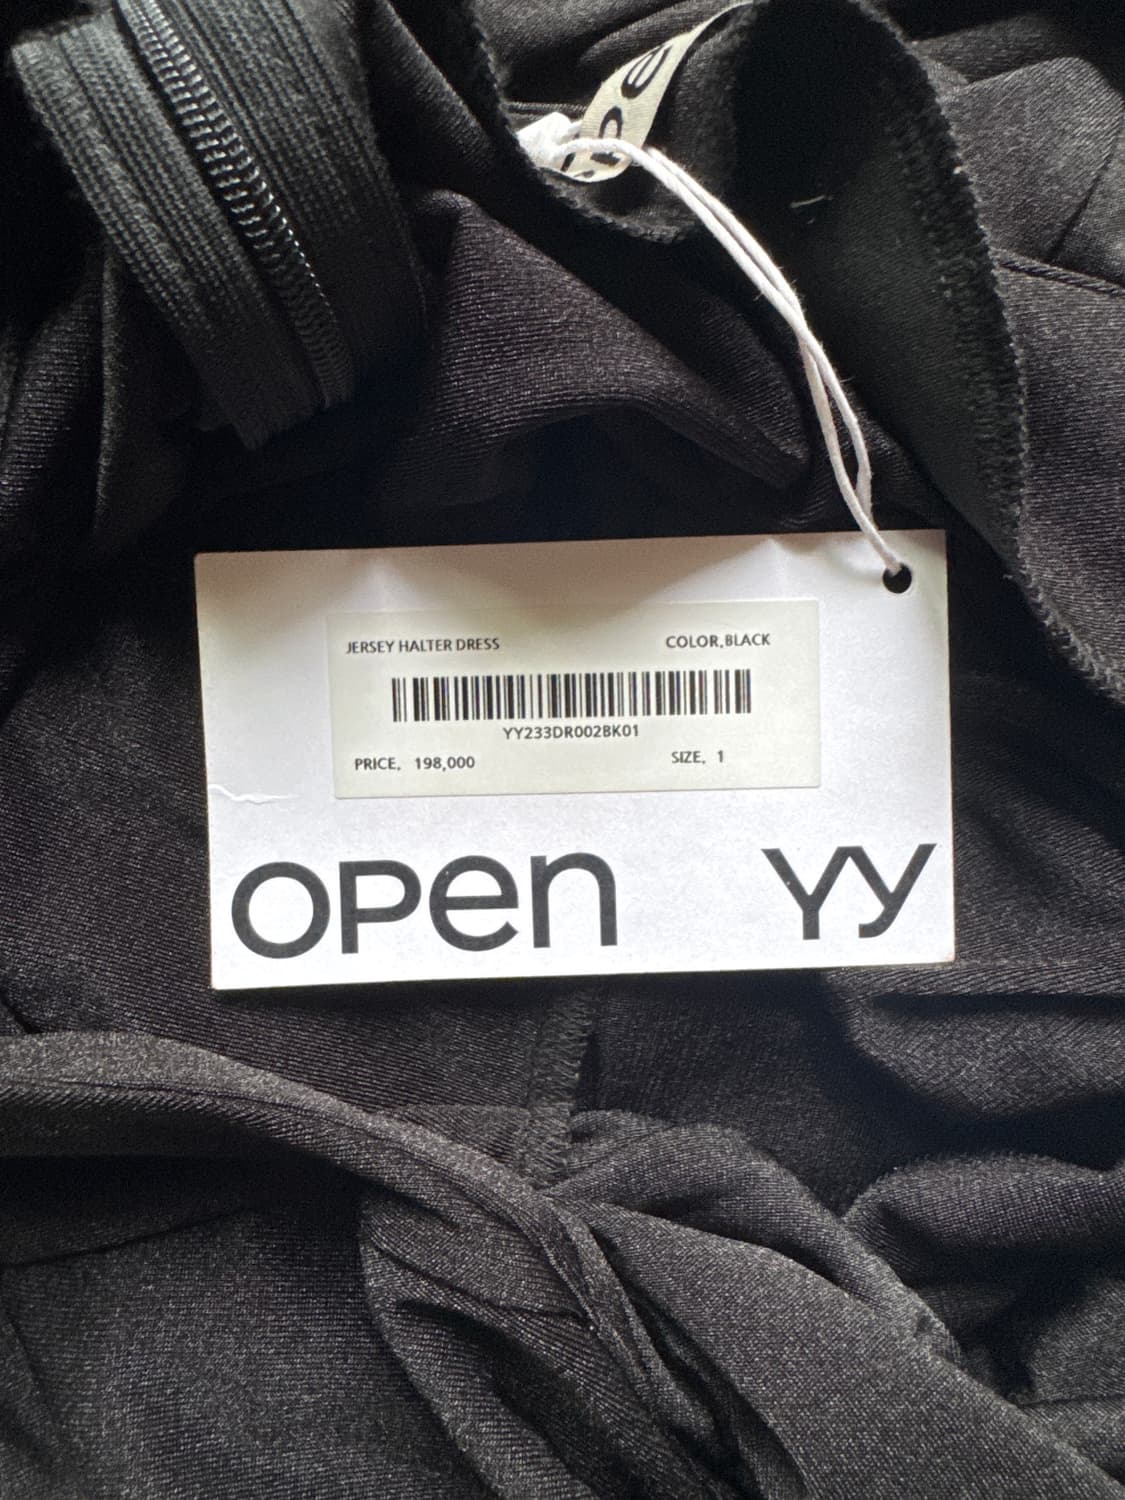 JERSEY HALTER DRESS COLOR.BLACK
YY233DR002BK01
PRICE. 198,000 SIZE. 1
OPEN YY